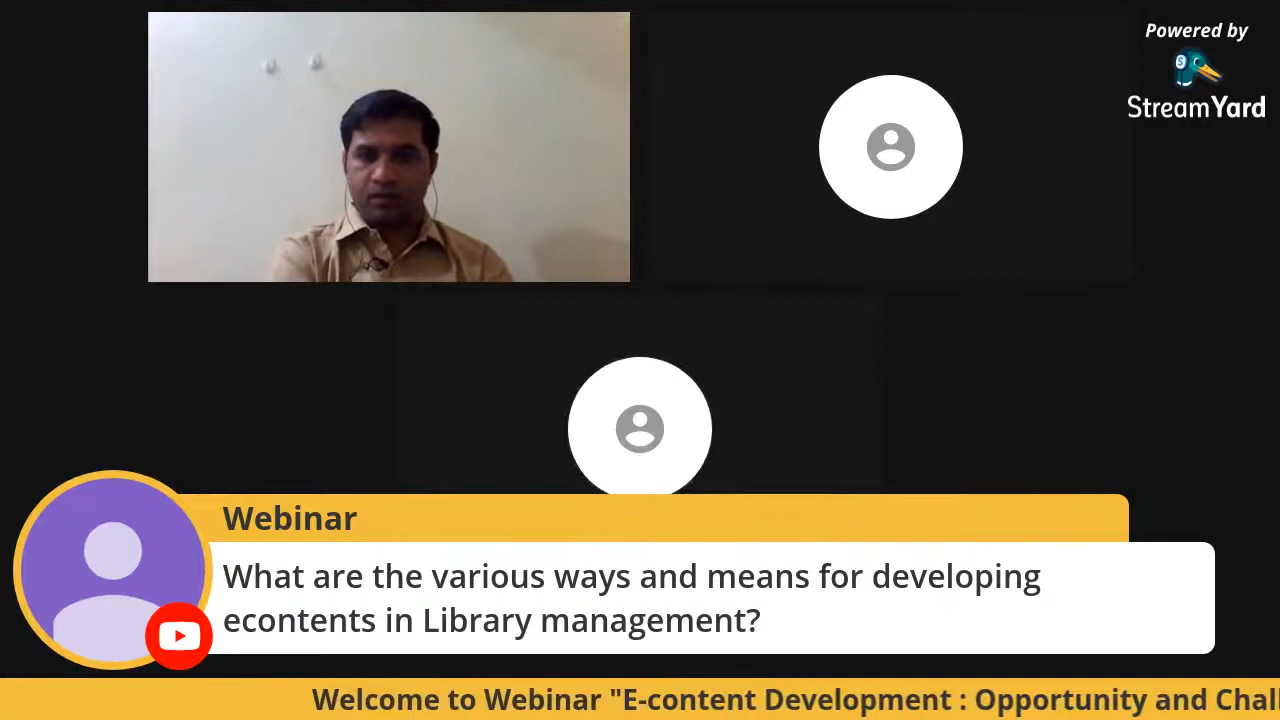 Powered by
StreamYard
Webinar
What are the various ways and means for developing
econtents in Library management?
Welcome to Webinar "E-content Development : Opportunity and Chall